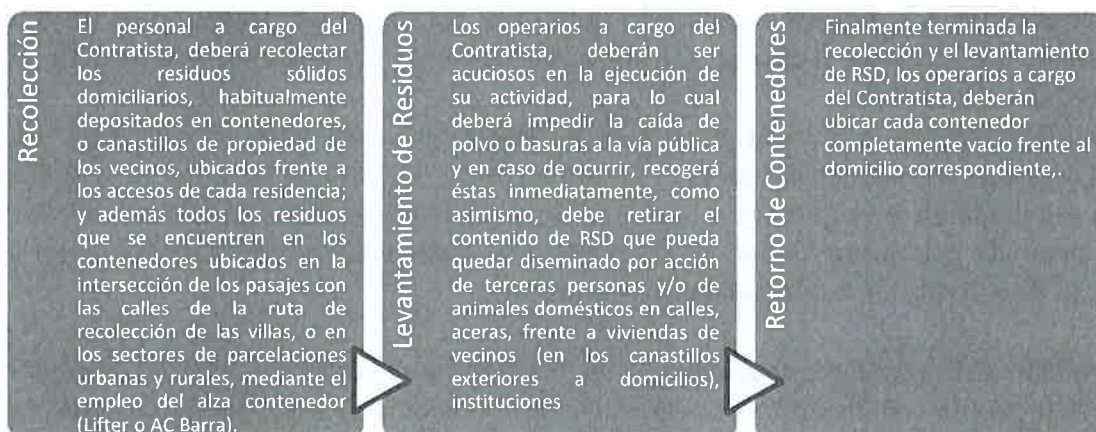 Recolección
El personal a cargo del
Contratista, deberá recolectar
los residuos sólidos
domiciliarios, habitualmente
depositados en contenedores,
o canastillos de propiedad de
los vecinos, ubicados frente a
los accesos de cada residencia;
y además todos los residuos
que se encuentren en los
contenedores ubicados en la
intersección de los pasajes con
las calles de la ruta de
recolección de las villas, o en
los sectores de parcelaciones
urbanas y rurales, mediante el
empleo del alza contenedor
(Lifter o AC Barra).
Levantamiento de Residuos
Los operarios a cargo del
Contratista, deberán ser
acuciosos en la ejecución de
su actividad, para lo cual
deberá impedir la caída de
polvo o basuras a la vía pública
y en caso de ocurrir, recogerá
éstas inmediatamente, como
asimismo, debe retirar el
contenido de RSD que pueda
quedar diseminado por acción
de terceras personas y/o de
animales domésticos en calles,
aceras, frente a viviendas de
vecinos (en los canastillos
exteriores a domicilios),
instituciones
Retorno de Contenedores
Finalmente terminada la
recolección y el levantamiento
de RSD, los operarios a cargo
del Contratista, deberán
ubicar cada contenedor
completamente vacío frente al
domicilio correspondiente,.